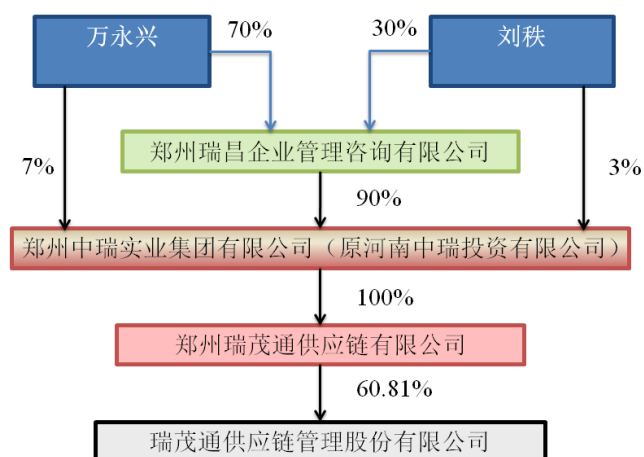 万永兴
70%
30%
刘秩
郑州瑞昌企业管理咨询有限公司
7%
90%
3%
郑州中瑞实业集团有限公司（原河南中瑞投资有限公司）
100%
郑州瑞茂通供应链有限公司
60.81%
瑞茂通供应链管理股份有限公司